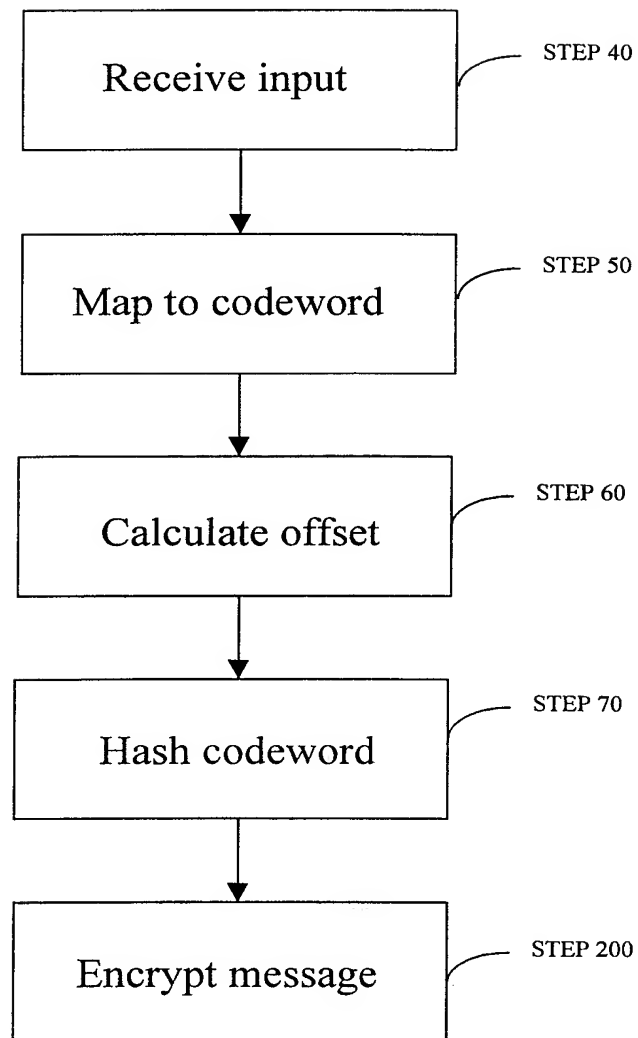 Receive input
STEP 40
Map to codeword
STEP 50
Calculate offset
STEP 60
Hash codeword
STEP 70
Encrypt message
STEP 200